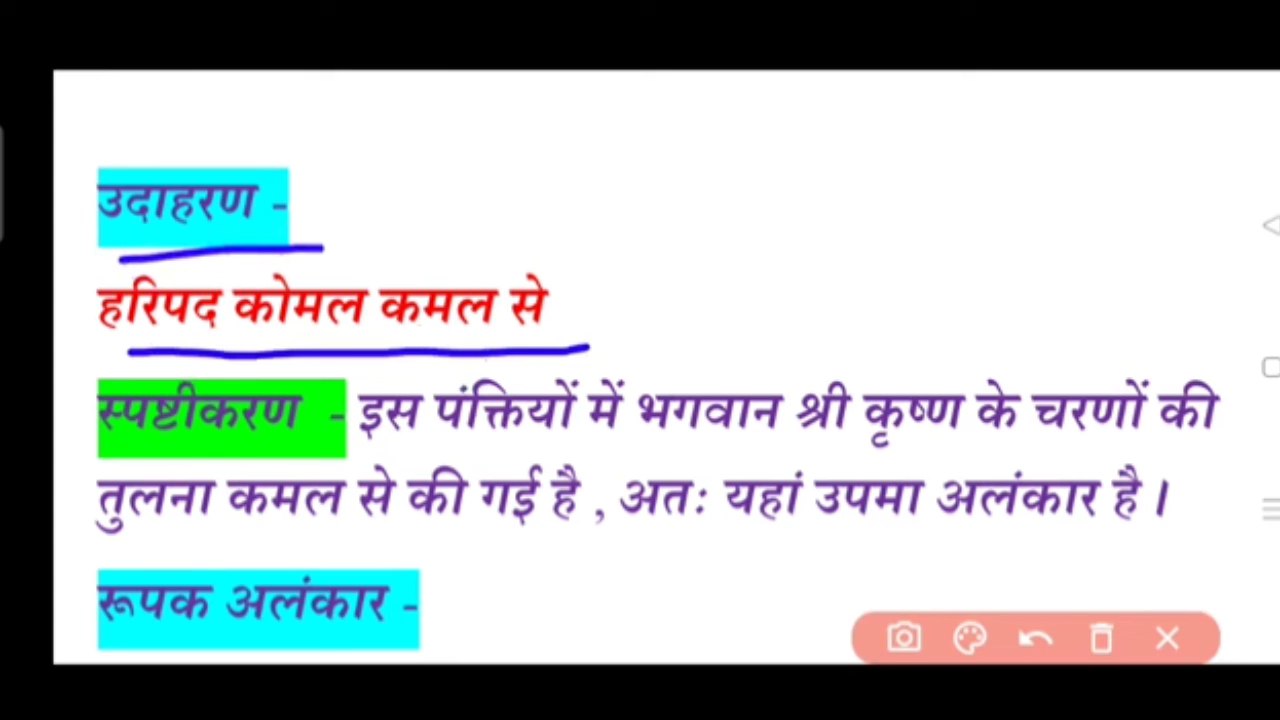 उदाहरण -
हरिपद कोमल कमल से
स्पष्टीकरण - इस पंक्तियों में भगवान श्री कृष्ण के चरणों की
तुलना कमल से की गई है , अतः यहां उपमा अलंकार है ।
रूपक अलंकार -